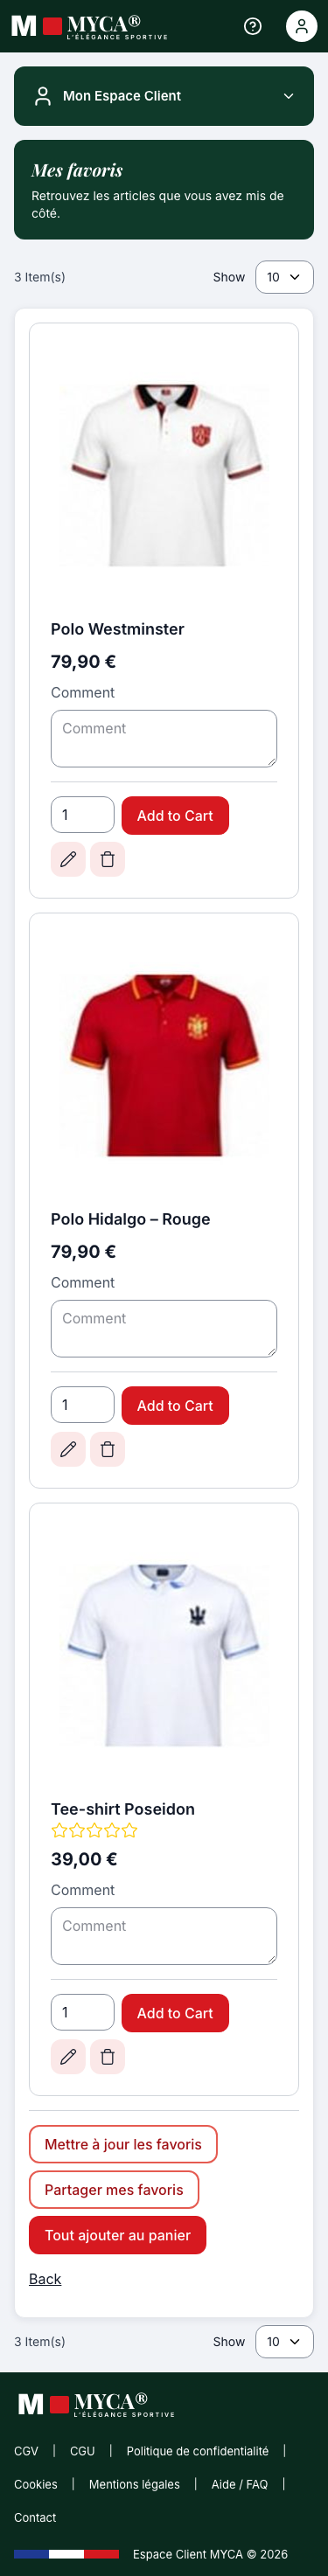 M MYCA®
L'ÉLÉGANCE SPORTIVE
Mon Espace Client
Mes favoris
Retrouvez les articles que vous avez mis de
côté.
3 Item(s) Show 10
Polo Westminster
79,90 €
Comment
Comment
1 Add to Cart
Polo Hidalgo – Rouge
79,90 €
Comment
Comment
1 Add to Cart
Tee-shirt Poseidon
39,00 €
Comment
Comment
1 Add to Cart
Mettre à jour les favoris
Partager mes favoris
Tout ajouter au panier
Back
3 Item(s) Show 10
M MYCA®
L'ÉLÉGANCE SPORTIVE
CGV | CGU | Politique de confidentialité |
Cookies | Mentions légales | Aide / FAQ |
Contact
Espace Client MYCA © 2026